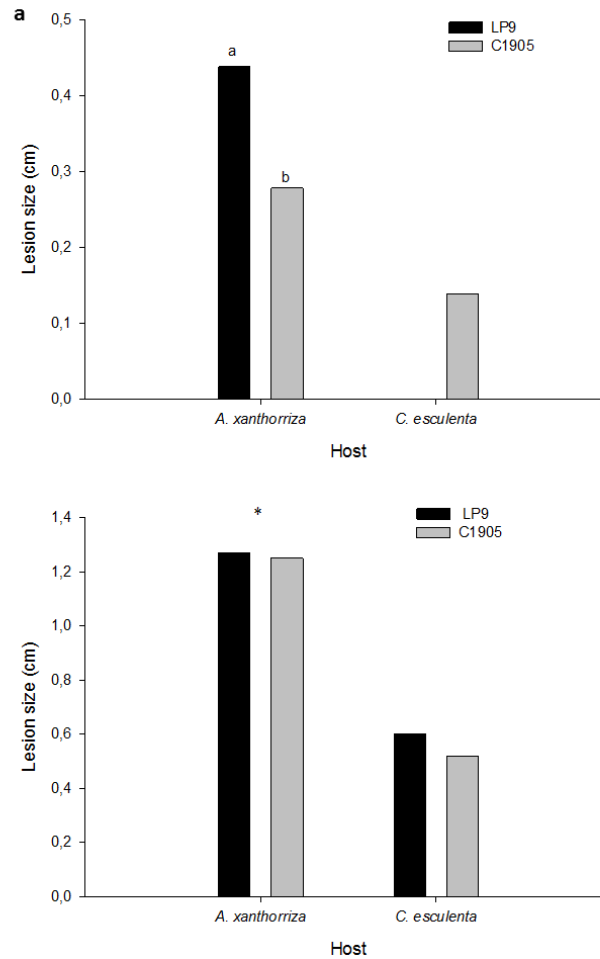 a
LP9
C1905
0,5
0,4
0,3
0,2
0,1
0,0
Lesion size (cm)
a
b
A. xanthorriza
C. esculenta
Host
LP9
C1905
1,4
1,2
1,0
0,8
0,6
0,4
0,2
0,0
Lesion size (cm)
*
A. xanthorriza
C. esculenta
Host